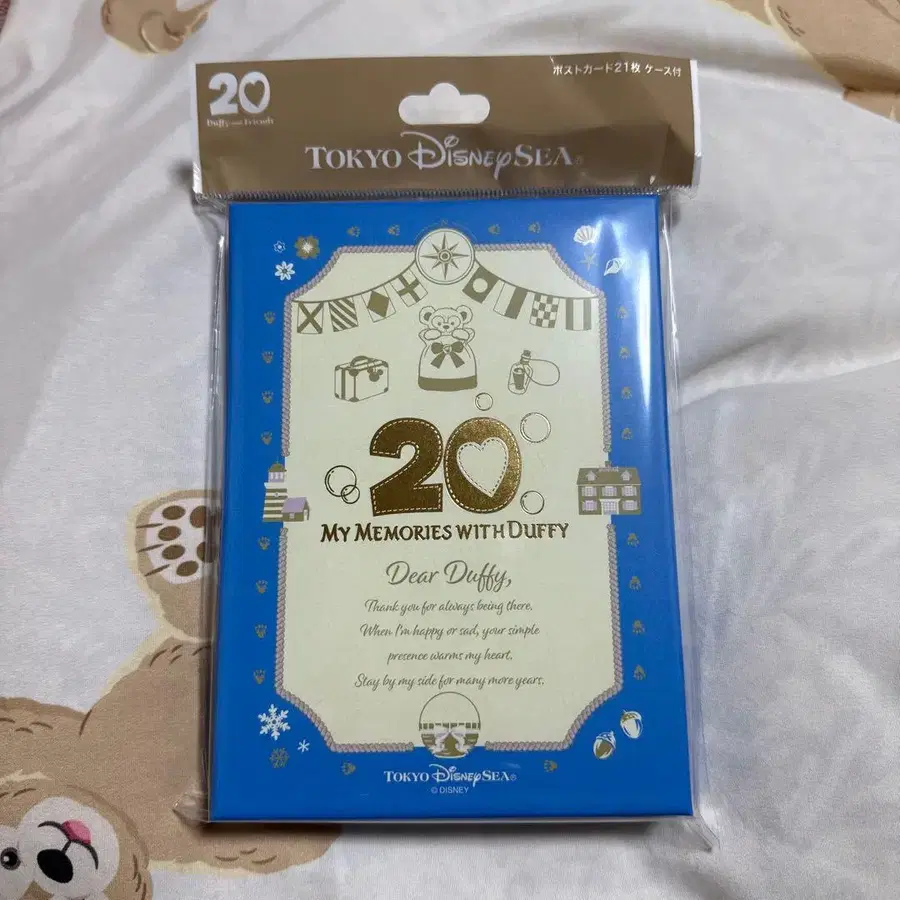 20
Duffy and Friends
ポストカード21枚 ケース付
TOKYO DISNEYSEA®
20
MY MEMORIES WITH DUFFY
Dear Duffy,
Thank you for always being there.
When I'm happy or sad, your simple
presence warms my heart.
Stay by my side for many more years.
TOKYO DISNEYSEA®
© DISNEY